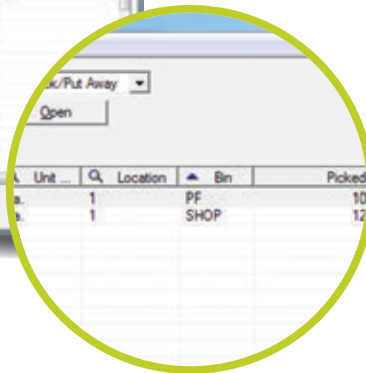 /Put Away
Open
Unit ... Location Bin Picked
a. 1 PF 10
a. 1 SHOP 12